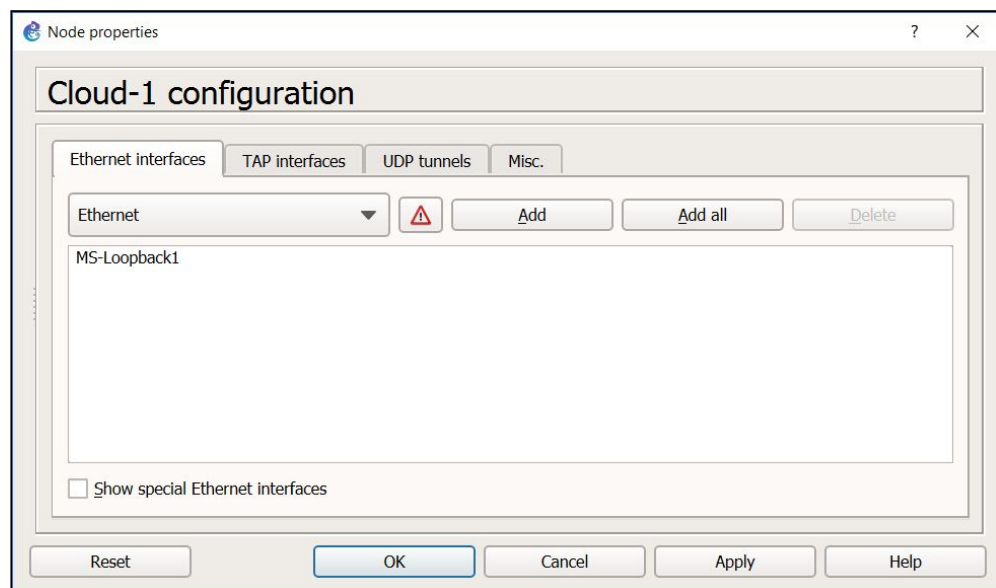 Node properties
?
Cloud-1 configuration
Ethernet interfaces TAP interfaces UDP tunnels Misc.
Ethernet Add Add all Delete
MS-Loopback1
Show special Ethernet interfaces
Reset OK Cancel Apply Help